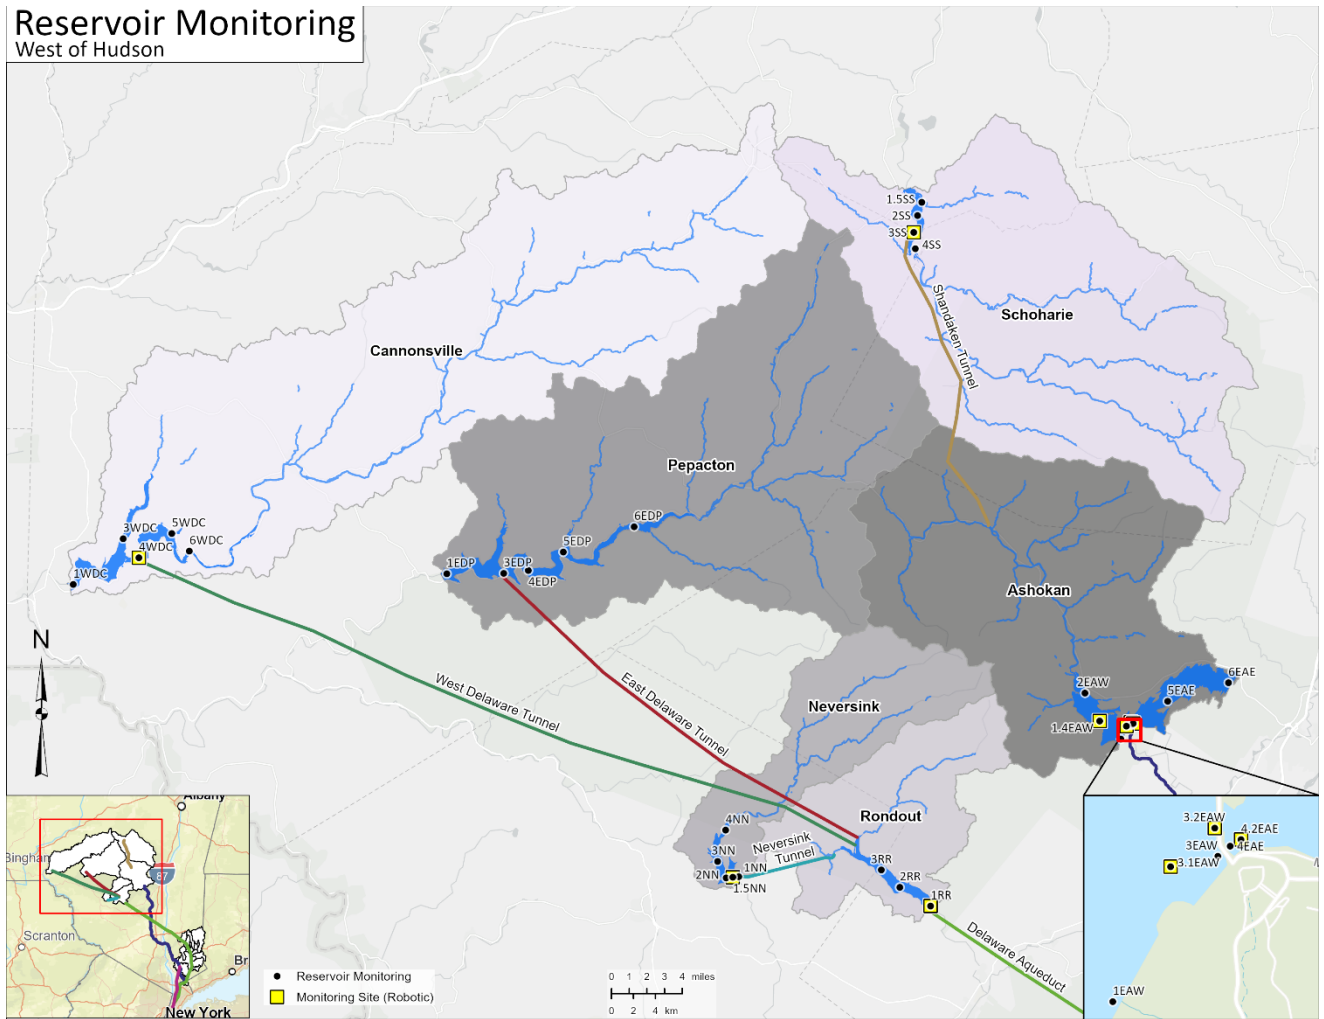 Reservoir Monitoring
West of Hudson
1.5SS
2SS
3SS
4SS
Shandaken Tunnel
Schoharie
Cannonsville
Pepacton
3WDC
5WDC
4WDC
6WDC
1WDC
6EDP
5EDP
1EDP
3EDP
4EDP
Ashokan
N
West Delaware Tunnel
East Delaware Tunnel
Neversink
2EAW
6EAE
5EAE
1.4EAW
Rondout
4NN
Neversink
Tunnel
3NN
2NN
1NN
1.5NN
3RR
2RR
1RR
Delaware Aqueduct
3.2EAW
4.2EAE
3EAW
4EAE
3.1EAW
1EAW
Albany
Bingham
87
Scranton
Br
New York
Reservoir Monitoring
Monitoring Site (Robotic)
0 1 2 3 4 miles
0 2 4 km